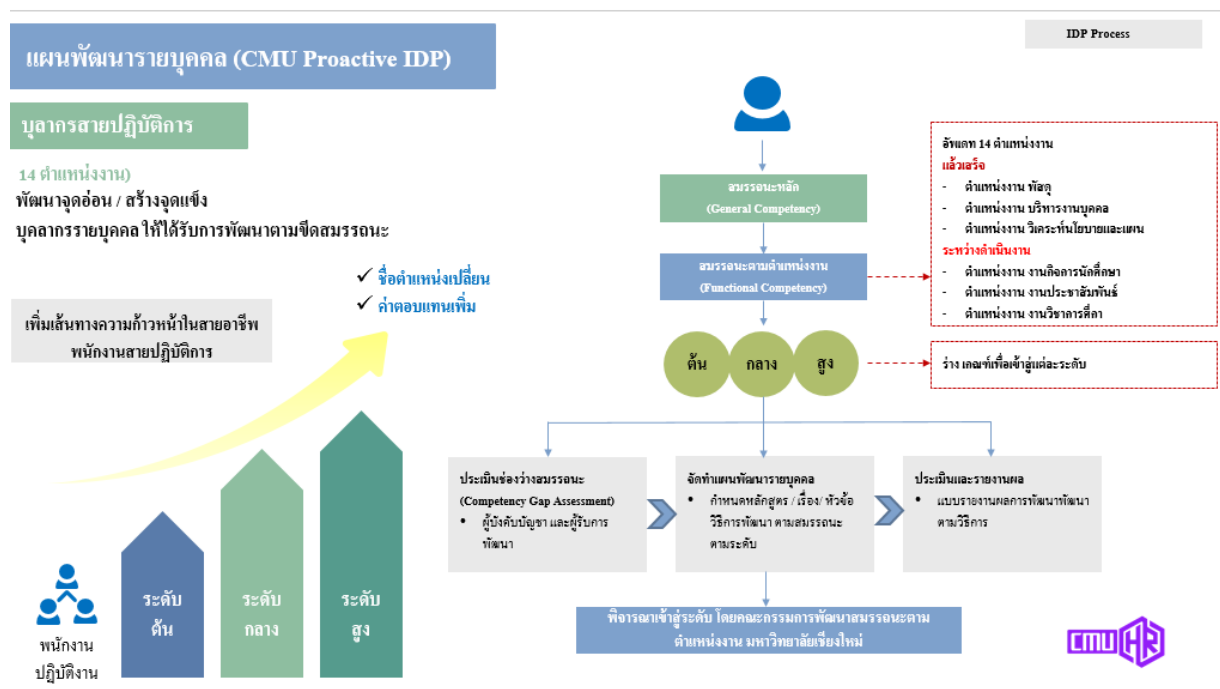 แผนพัฒนารายบุคคล (CMU Proactive IDP)
IDP Process
บุลากรสายปฏิบัติการ
14 ตำแหน่งงาน)
พัฒนาจุดอ่อน / สร้างจุดแข็ง
บุคลากรรายบุคคล ให้ได้รับการพัฒนาตามขีดสมรรถนะ
✓ ชื่อตำแหน่งเปลี่ยน
✓ ค่าตอบแทนเพิ่ม
เพิ่มเส้นทางความก้าวหน้าในสายอาชีพ
พนักงานสายปฏิบัติการ
พนักงาน
ปฏิบัติงาน
ระดับ
ต้น
ระดับ
กลาง
ระดับ
สูง
สมรรถนะหลัก
(General Competency)
สมรรถนะตามตำแหน่งงาน
(Functional Competency)
อัพเดท 14 ตำแหน่งงาน
แล้วเสร็จ
- ตำแหน่งงาน พัสดุ
- ตำแหน่งงาน บริหารงานบุคคล
- ตำแหน่งงาน วิเคระห์นโยบายและแผน
ระหว่างดำเนินงาน
- ตำแหน่งงาน งานกิจการนักศึกษา
- ตำแหน่งงาน งานประชาสัมพันธ์
- ตำแหน่งงาน งานวิชาการศึกา
ต้น
กลาง
สูง
ร่าง เกณฑ์เพื่อเข้าสู่แต่ละระดับ
ประเมินช่องว่างสมรรถนะ
(Competency Gap Assessment)
• ผู้บังคับบัญชา และผู้รับการ
พัฒนา
จัดทำแผนพัฒนารายบุคคล
• กำหนดหลักสูตร / เรื่อง/ หัวข้อ
วิธีการพัฒนา ตามสมรรถนะ
ตามระดับ
ประเมินและรายงานผล
• แบบรายงานผลการพัฒนาพัฒนา
ตามวิธีการ
พิจารณาเข้าสู่ระดับ โดยคณะกรรมการพัฒนาสมรรถนะตาม
ตำแหน่งงาน มหาวิทยาลัยเชียงใหม่
CMU HR